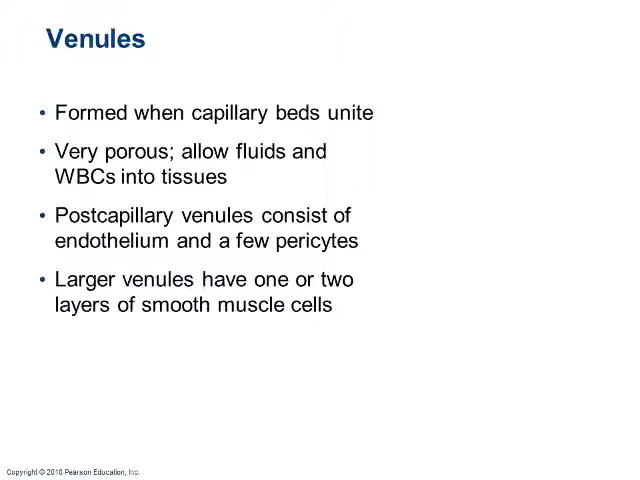 Venules
• Formed when capillary beds unite
• Very porous; allow fluids and
WBCs into tissues
• Postcapillary venules consist of
endothelium and a few pericytes
• Larger venules have one or two
layers of smooth muscle cells
Copyright © 2010 Pearson Education, Inc.